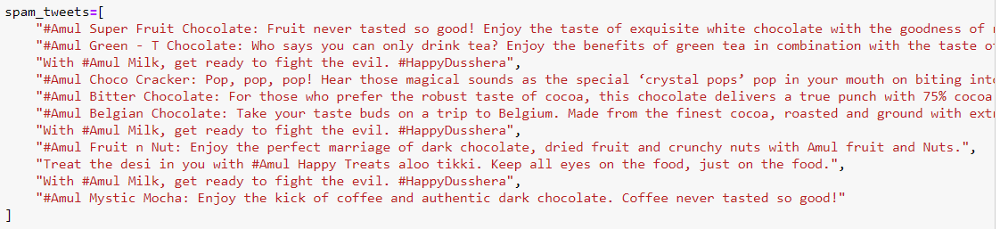 spam_tweets=[
"#Amul Super Fruit Chocolate: Fruit never tasted so good! Enjoy the taste of exquisite white chocolate with the goodness of
"#Amul Green - T Chocolate: Who says you can only drink tea? Enjoy the benefits of green tea in combination with the taste
"With #Amul Milk, get ready to fight the evil. #HappyDusshera",
"#Amul Choco Cracker: Pop, pop, pop! Hear those magical sounds as the special ‘crystal pops’ pop in your mouth on biting
"#Amul Bitter Chocolate: For those who prefer the robust taste of cocoa, this chocolate delivers a true punch with 75% cocoa
"#Amul Belgian Chocolate: Take your taste buds on a trip to Belgium. Made from the finest cocoa, roasted and ground with
"With #Amul Milk, get ready to fight the evil. #HappyDusshera",
"#Amul Fruit n Nut: Enjoy the perfect marriage of dark chocolate, dried fruit and crunchy nuts with Amul fruit and Nuts.",
"Treat the desi in you with #Amul Happy Treats aloo tikki. Keep all eyes on the food, just on the food.",
"With #Amul Milk, get ready to fight the evil. #HappyDusshera",
"#Amul Mystic Mocha: Enjoy the kick of coffee and authentic dark chocolate. Coffee never tasted so good!"
]